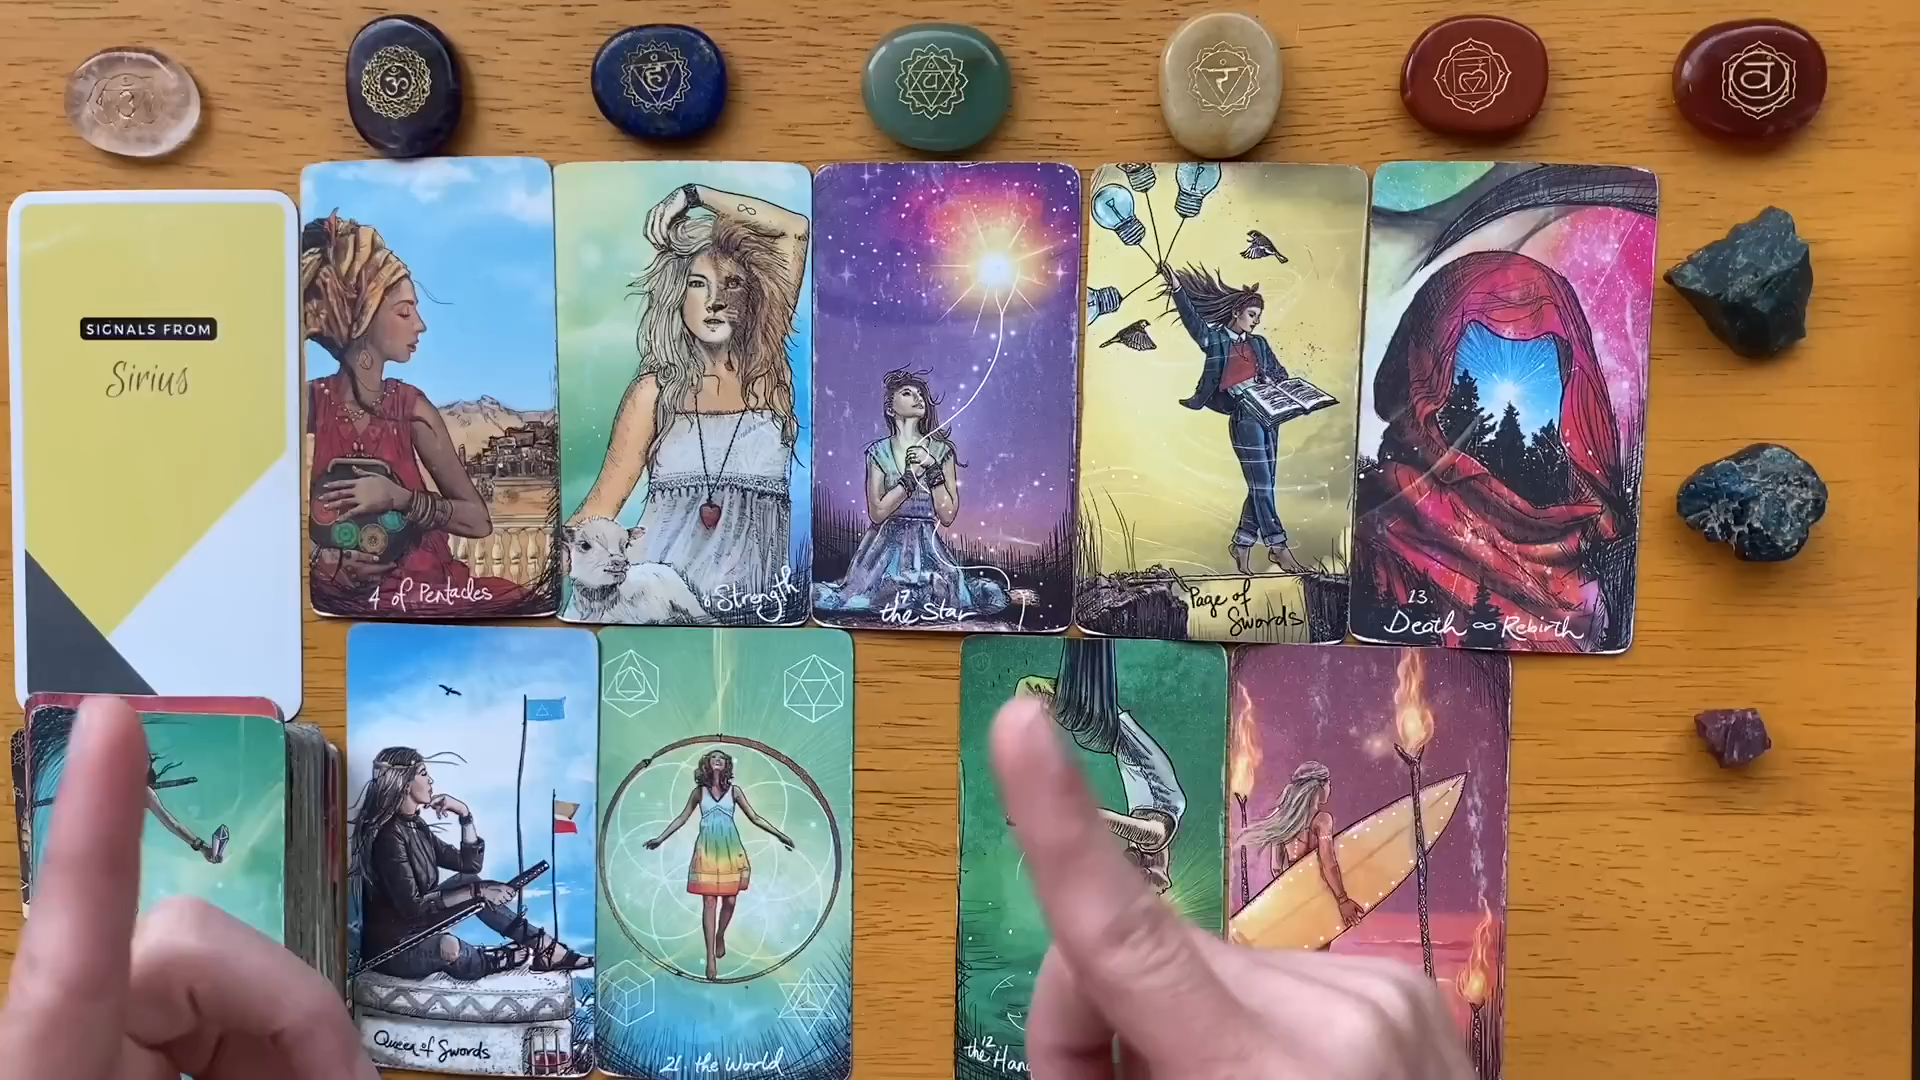 SIGNALS FROM
Sirius
4 of Pentacles
8 Strength
17
the Star
Page of
Swords
13.
Death ∞ Rebirth
Queen of Swords
21. the World
12
the
ॐ
हं
रं
वं